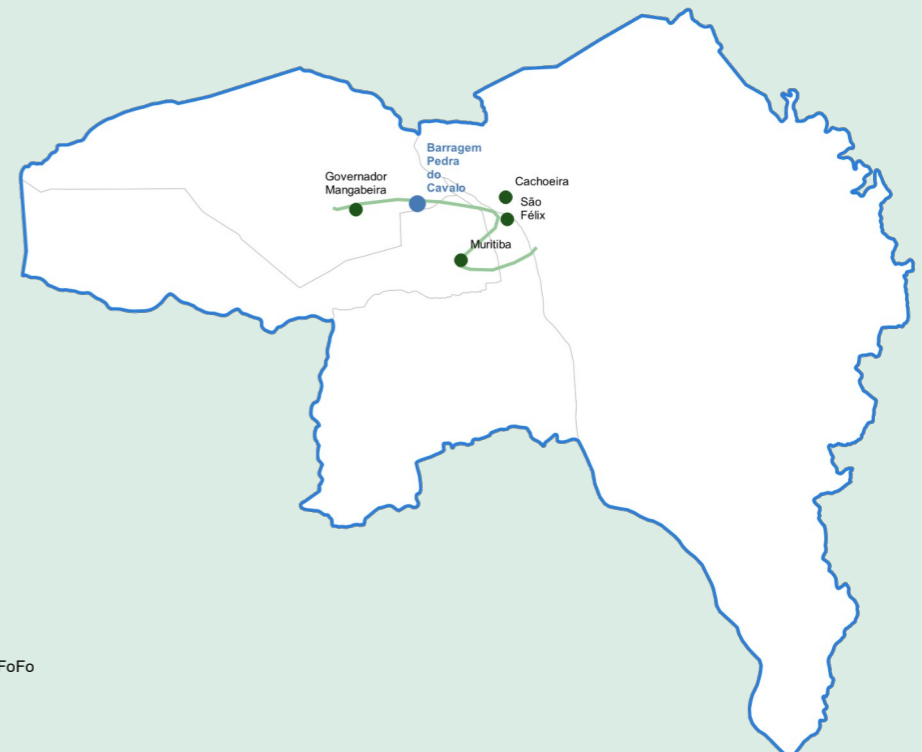 Barragem
Pedra
do
Cavalo
Governador
Mangabeira
Cachoeira
São
Félix
Muritiba
FoFo